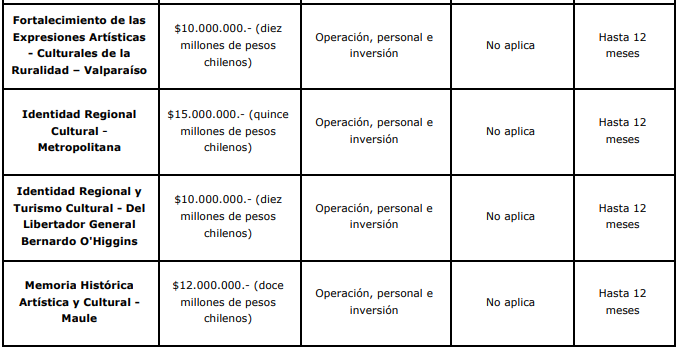 Fortalecimiento de las
Expresiones Artísticas
- Culturales de la
Ruralidad – Valparaíso
$10.000.000.- (diez
millones de pesos
chilenos)
Operación, personal e
inversión
No aplica
Hasta 12
meses
Identidad Regional
Cultural -
Metropolitana
$15.000.000.- (quince
millones de pesos
chilenos)
Operación, personal e
inversión
No aplica
Hasta 12
meses
Identidad Regional y
Turismo Cultural - Del
Libertador General
Bernardo O'Higgins
$10.000.000.- (diez
millones de pesos
chilenos)
Operación, personal e
inversión
No aplica
Hasta 12
meses
Memoria Histórica
Artística y Cultural -
Maule
$12.000.000.- (doce
millones de pesos
chilenos)
Operación, personal e
inversión
No aplica
Hasta 12
meses